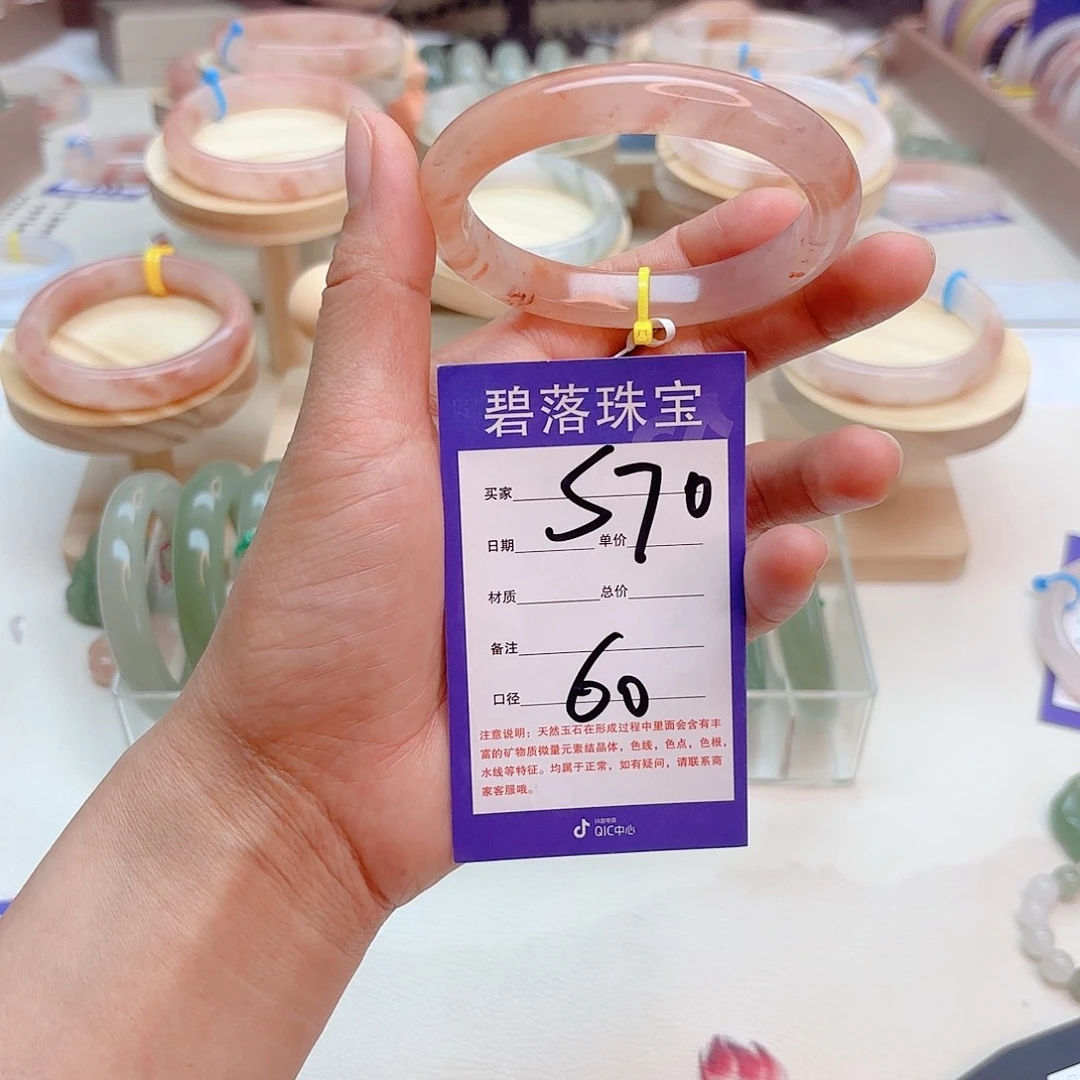 碧落珠宝
买家 570
日期 单价
材质 总价
备注
口径 60
注意说明：天然玉石在形成过程中里面会含有丰
富的矿物质微量元素结晶体，色线，色点，色根，
水线等特征。均属于正常，如有疑问，请联系商
家客服哦。
抖音电商
QIC中心